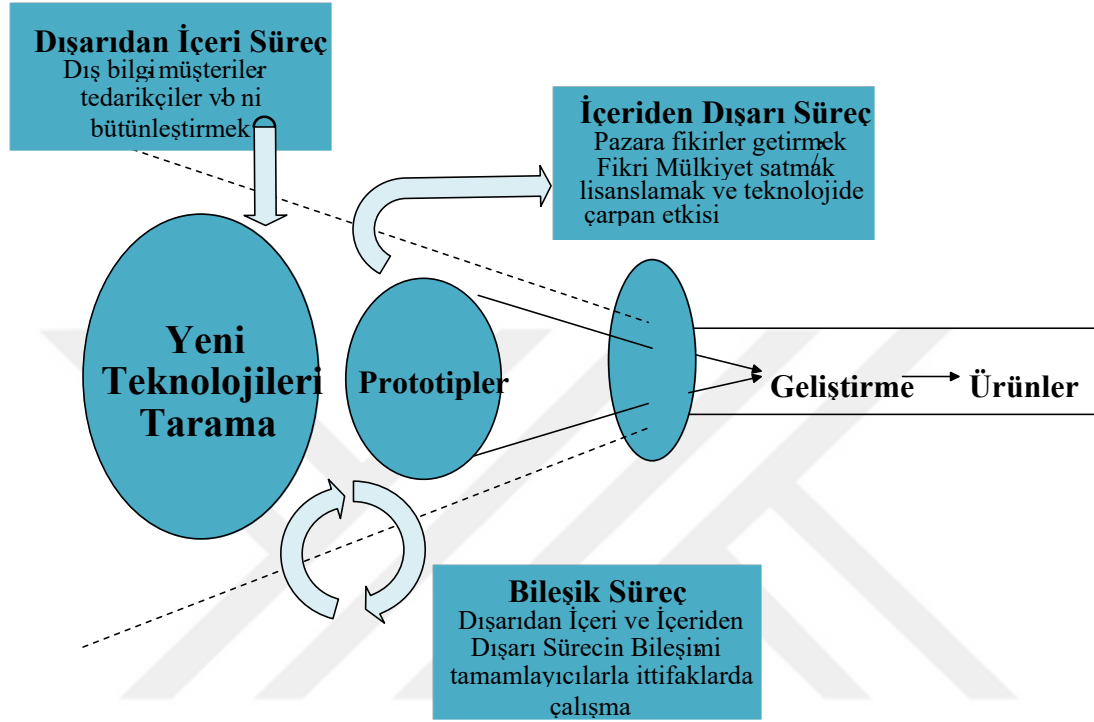 Dışarıdan İçeri Süreç
Dış bilgi, müşteriler,
tedarikçiler vb ni
bütünleştirmek
İçeriden Dışarı Süreç
Pazara fikirler getirmek,
Fikri Mülkiyet satmak/
lisanslamak ve teknolojide
çarpan etkisi
Yeni
Teknolojileri
Tarama
Prototipler
Geliştirme
Ürünler
Bileşik Süreç
Dışarıdan İçeri ve İçeriden
Dışarı Sürecin Bileşimi,
tamamlayıcılarla ittifaklarda
çalışma